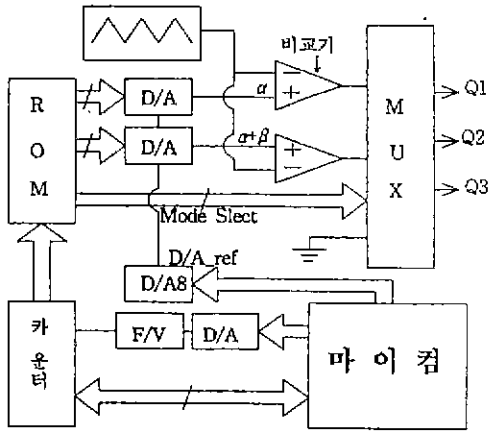 비교기
R O M
D/A
α
D/A
α+β
M U X
Q1
Q2
Q3
Mode Slect
D/A_ref
D/A8
카운터
F/V
D/A
마이컴